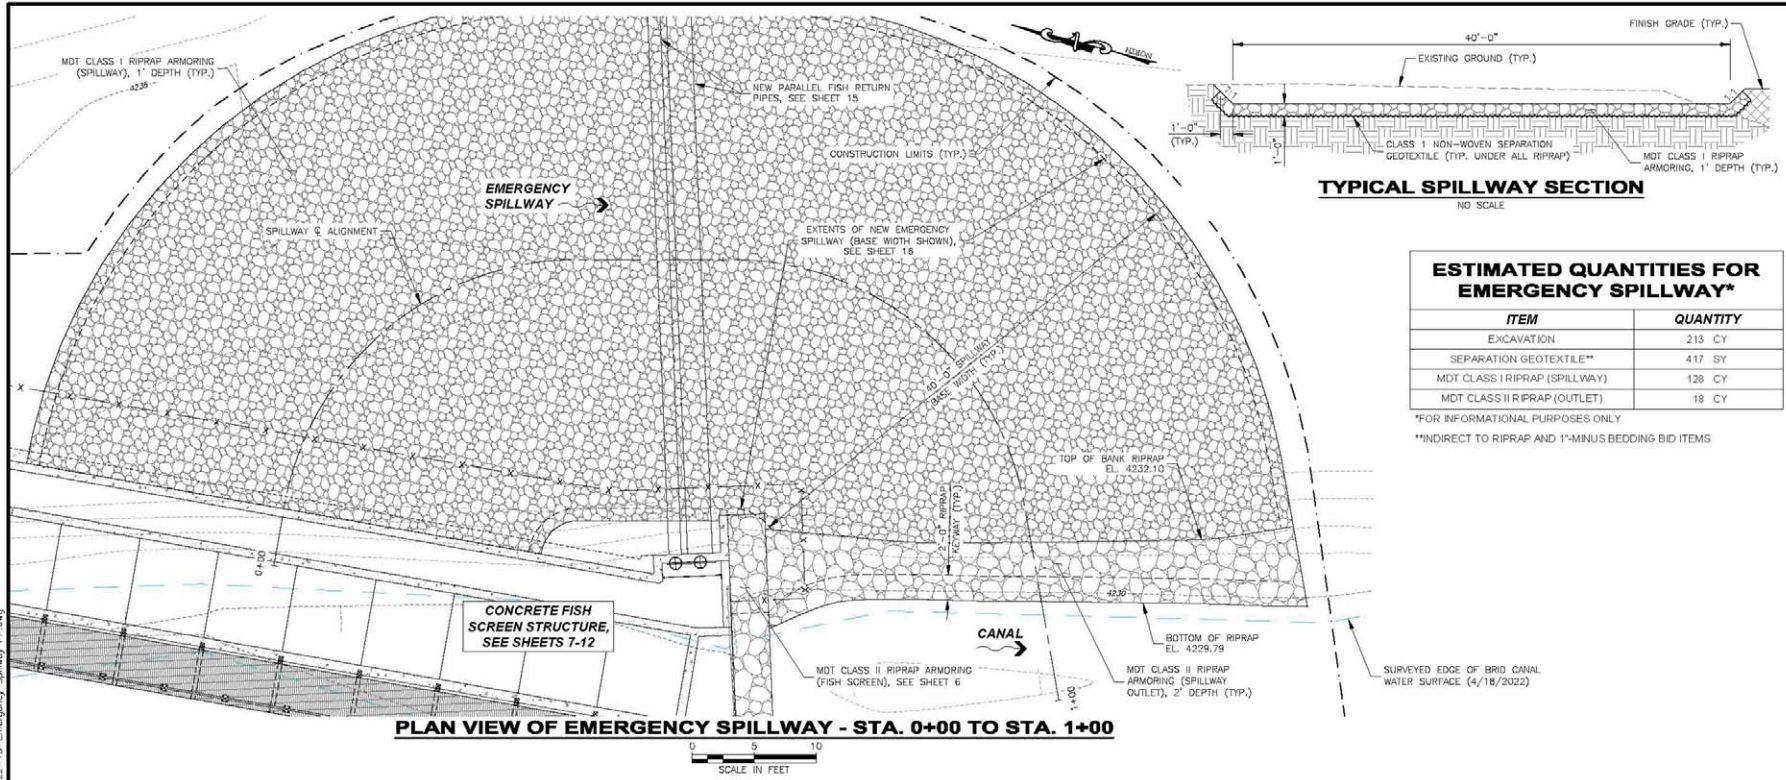 MDT CLASS I RIPRAP ARMORING
(SPILLWAY), 1' DEPTH (TYP.)
4235
NEW PARALLEL FISH RETURN
PIPES, SEE SHEET 15
NORTH
CONSTRUCTION LIMITS (TYP.)
EMERGENCY
SPILLWAY
SPILLWAY ℄ ALIGNMENT
EXTENTS OF NEW EMERGENCY
SPILLWAY (BASE WIDTH SHOWN),
SEE SHEET 16
40'-0" SPILLWAY
BASE WIDTH (TYP.)
TOP OF BANK RIPRAP
EL. 4232.10
2'-0" RIPRAP
KEYWAY (TYP.)
0+00
4230
CONCRETE FISH
SCREEN STRUCTURE,
SEE SHEETS 7-12
CANAL
BOTTOM OF RIPRAP
EL. 4229.79
MDT CLASS II RIPRAP ARMORING
(FISH SCREEN), SEE SHEET 6
1+00
MDT CLASS II RIPRAP
ARMORING (SPILLWAY
OUTLET), 2' DEPTH (TYP.)
SURVEYED EDGE OF BRID CANAL
WATER SURFACE (4/18/2022)
PLAN VIEW OF EMERGENCY SPILLWAY - STA. 0+00 TO STA. 1+00
0 5 10
SCALE IN FEET
FINISH GRADE (TYP.)
40'-0"
EXISTING GROUND (TYP.)
1'-0"
(TYP.)
1'-0"
CLASS 1 NON-WOVEN SEPARATION
GEOTEXTILE (TYP. UNDER ALL RIPRAP)
MDT CLASS I RIPRAP
ARMORING, 1' DEPTH (TYP.)
TYPICAL SPILLWAY SECTION
NO SCALE
ESTIMATED QUANTITIES FOR
EMERGENCY SPILLWAY*
ITEM QUANTITY
EXCAVATION 213 CY
SEPARATION GEOTEXTILE** 417 SY
MDT CLASS I RIPRAP (SPILLWAY) 128 CY
MDT CLASS II RIPRAP (OUTLET) 18 CY
*FOR INFORMATIONAL PURPOSES ONLY
**INDIRECT TO RIPRAP AND 1"-MINUS BEDDING BID ITEMS